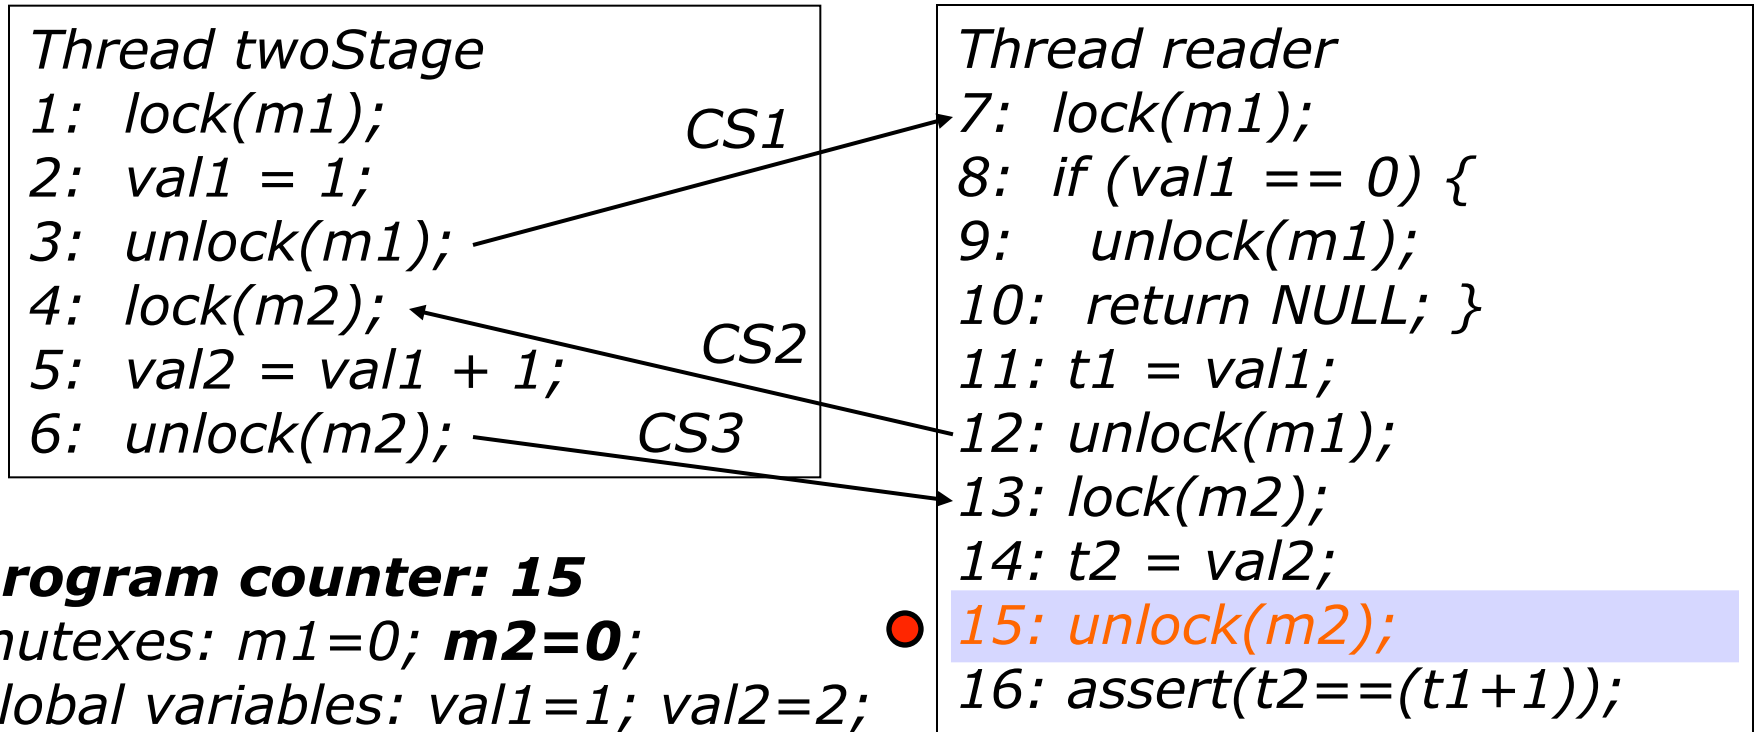 Thread twoStage
1: lock(m1);
2: val1 = 1;
3: unlock(m1);
4: lock(m2);
5: val2 = val1 + 1;
6: unlock(m2);
CS1
CS2
CS3
Thread reader
7: lock(m1);
8: if (val1 == 0) {
9: unlock(m1);
10: return NULL; }
11: t1 = val1;
12: unlock(m1);
13: lock(m2);
14: t2 = val2;
15: unlock(m2);
16: assert(t2==(t1+1));
rogram counter: 15
utexes: m1=0; m2=0;
lobal variables: val1=1; val2=2;